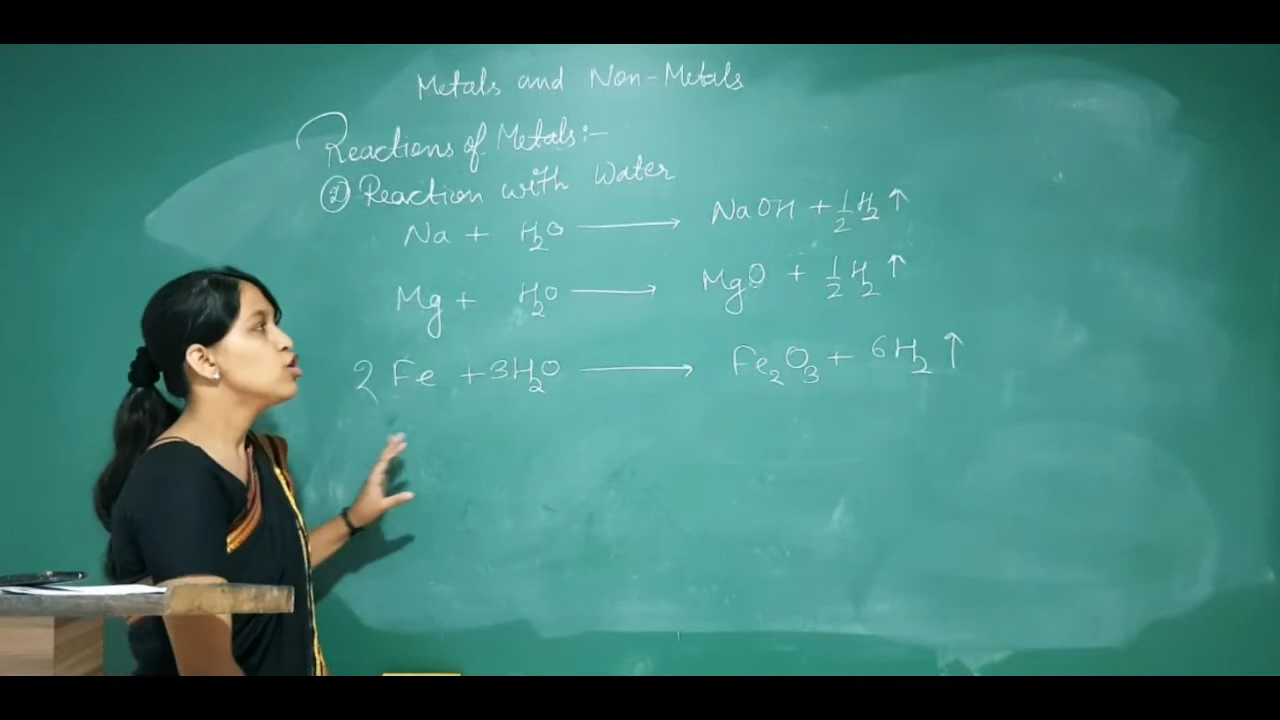 Metals and Non-Metals
Reactions of Metals:-
② Reaction with Water
Na + H₂O ⟶ NaOH + ½ H₂ ↑
Mg + H₂O ⟶ MgO + ½ H₂ ↑
2 Fe + 3H₂O ⟶ Fe₂O₃ + 6H₂ ↑